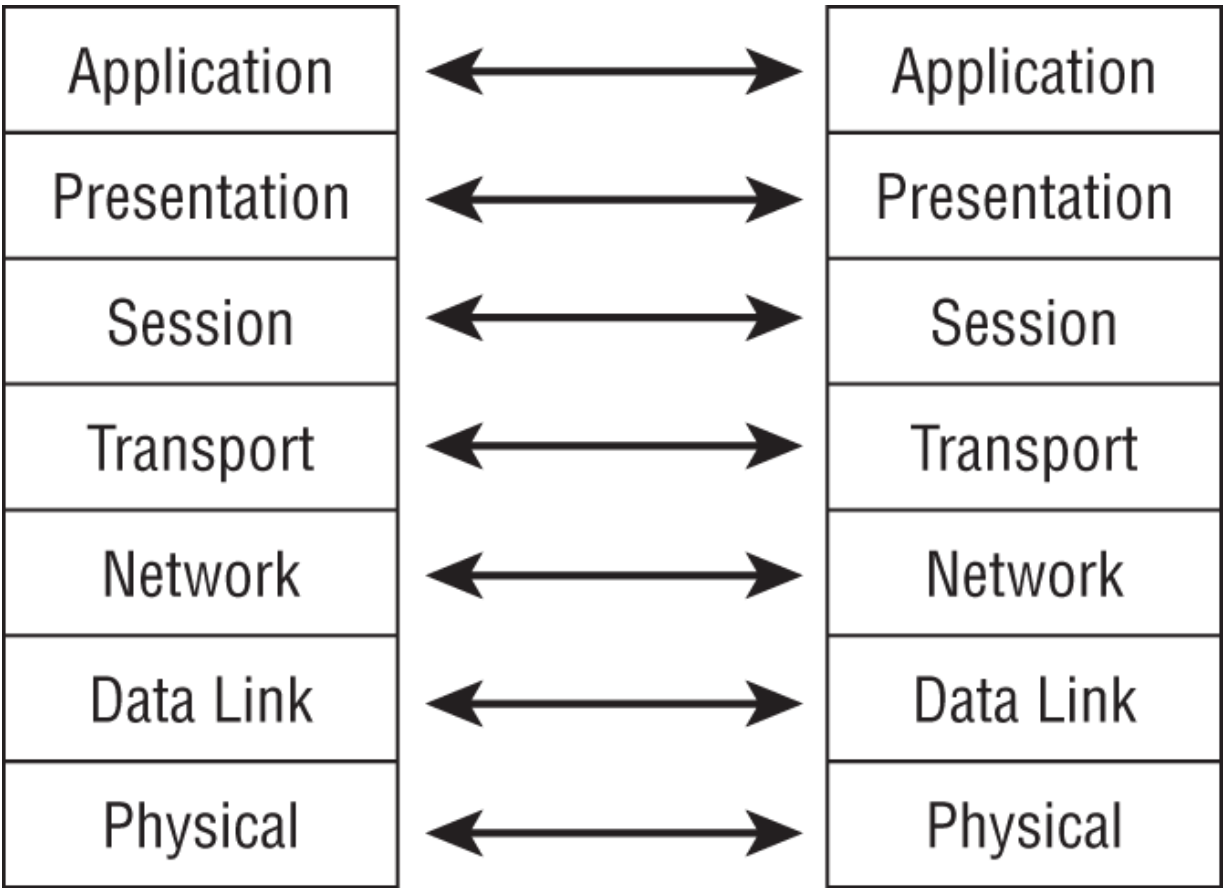 Application
Application
Presentation
Presentation
Session
Session
Transport
Transport
Network
Network
Data Link
Data Link
Physical
Physical